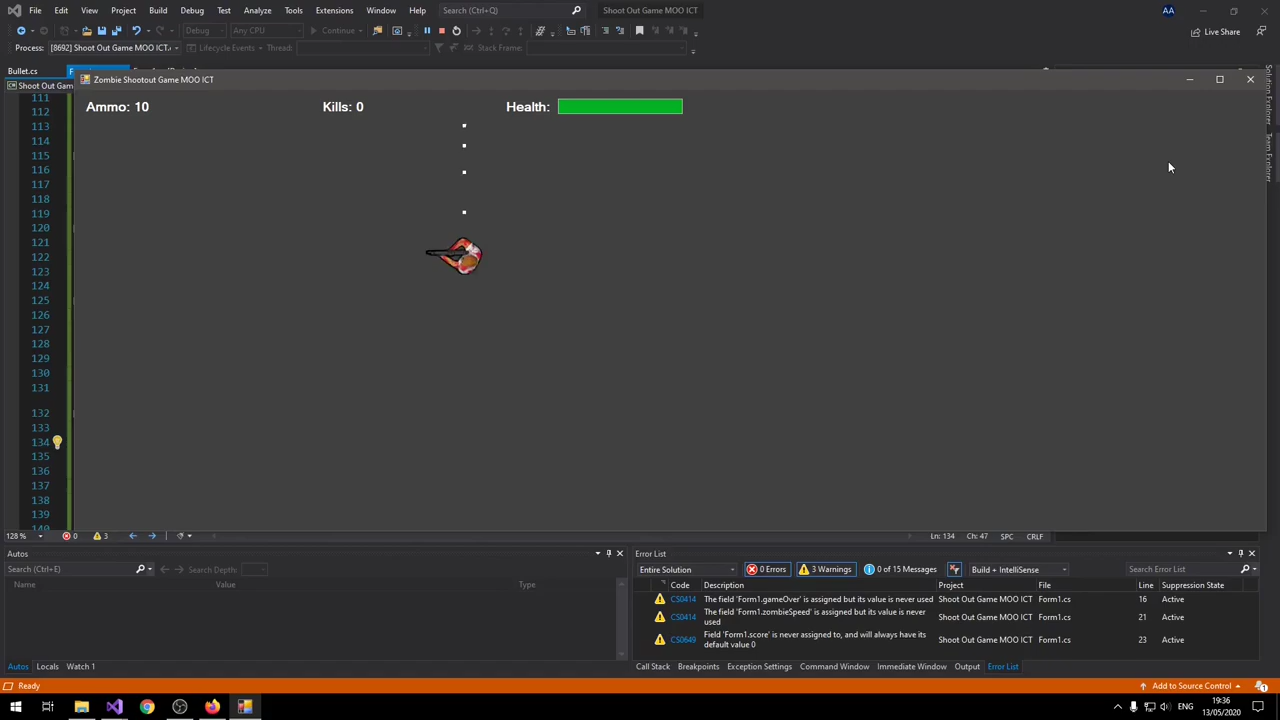 File Edit View Project Build Debug Test Analyze Tools Extensions Window Help Search (Ctrl+Q) Shoot Out Game MOO ICT AA
Debug Any CPU Continue Live Share
Process: [8692] Shoot Out Game MOO ICT. Lifecycle Events Thread: Stack Frame:
Bullet.cs
Shoot Out Gam
Zombie Shootout Game MOO ICT
Ammo: 10 Kills: 0 Health:
111
112
113
114
115
116
117
118
119
120
121
122
123
124
125
126
127
128
129
130
131
132
133
134
135
136
137
138
139
140
Solution Explorer
Team Explorer
128 % 0 3 Ln: 134 Ch: 47 SPC CRLF
Autos
Search (Ctrl+E) Search Depth:
Name Value Type
Autos Locals Watch 1
Error List
Entire Solution 0 Errors 3 Warnings 0 of 15 Messages Build + IntelliSense Search Error List
Code Description Project File Line Suppression State
CS0414 The field 'Form1.gameOver' is assigned but its value is never used Shoot Out Game MOO ICT Form1.cs 16 Active
CS0414 The field 'Form1.zombieSpeed' is assigned but its value is never Shoot Out Game MOO ICT Form1.cs 21 Active
used
CS0649 Field 'Form1.score' is never assigned to, and will always have its Shoot Out Game MOO ICT Form1.cs 23 Active
default value 0
Call Stack Breakpoints Exception Settings Command Window Immediate Window Output Error List
Ready Add to Source Control 1
ENG 19:36
13/05/2020